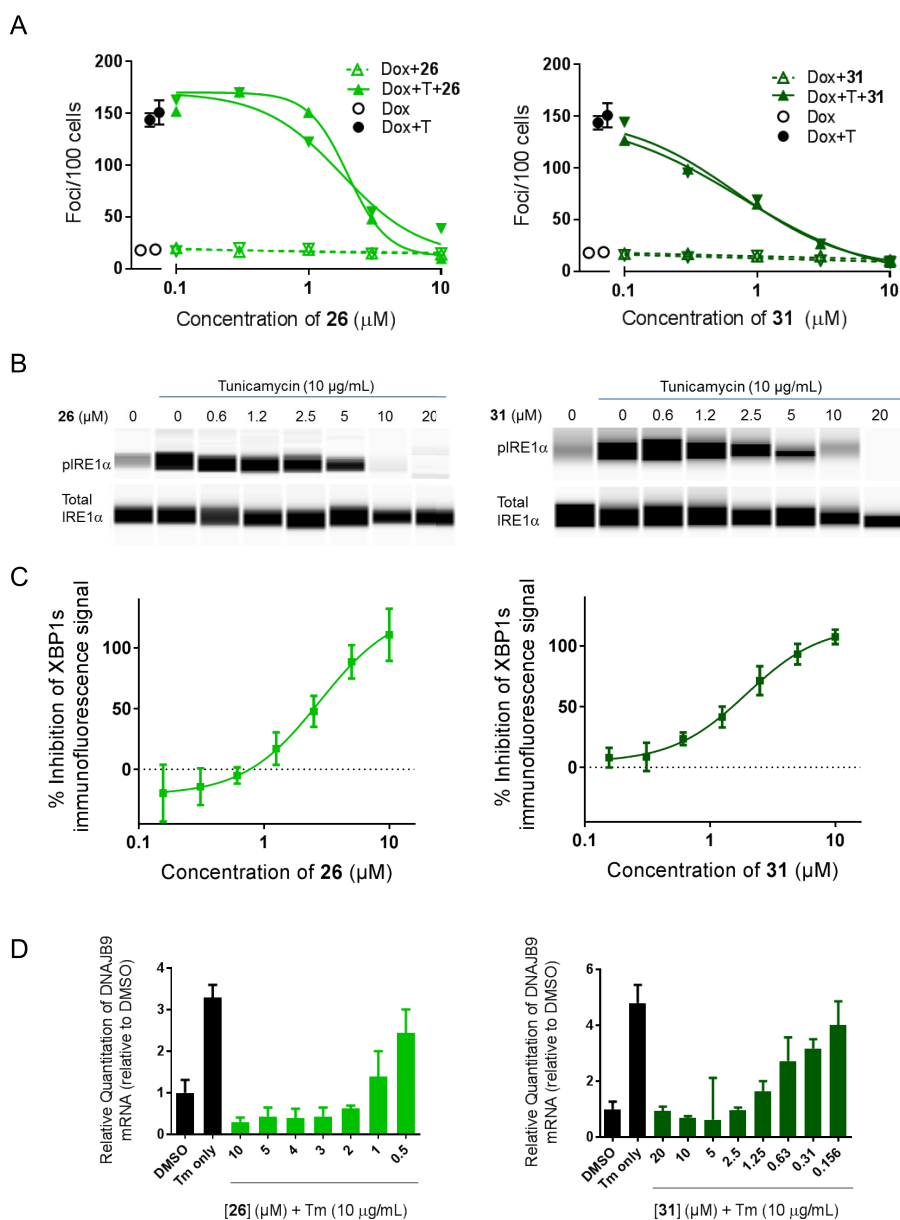 A
200
150
100
50
0
Foci/100 cells
Dox+26
Dox+T+26
Dox
Dox+T
0.1 1 10
Concentration of 26 (μM)
200
150
100
50
0
Foci/100 cells
Dox+31
Dox+T+31
Dox
Dox+T
0.1 1 10
Concentration of 31 (μM)
B
Tunicamycin (10 µg/mL)
26 (µM) 0 0 0.6 1.2 2.5 5 10 20
pIRE1α
Total
IRE1α
Tunicamycin (10 µg/mL)
31 (µM) 0 0 0.6 1.2 2.5 5 10 20
pIRE1α
Total
IRE1α
C
% Inhibition of XBP1s
immunofluorescence signal
100
50
0
0.1 1 10
Concentration of 26 (µM)
% Inhibition of XBP1s
immunofluorescence signal
100
50
0
0.1 1 10
Concentration of 31 (µM)
D
Relative Quantitation of DNAJB9
mRNA (relative to DMSO)
4
3
2
1
0
DMSO Tm only 10 5 4 3 2 1 0.5
[26] (µM) + Tm (10 μg/mL)
Relative Quantitation of DNAJB9
mRNA (relative to DMSO)
6
4
2
0
DMSO Tm only 20 10 5 2.5 1.25 0.63 0.31 0.156
[31] (µM) + Tm (10 μg/mL)